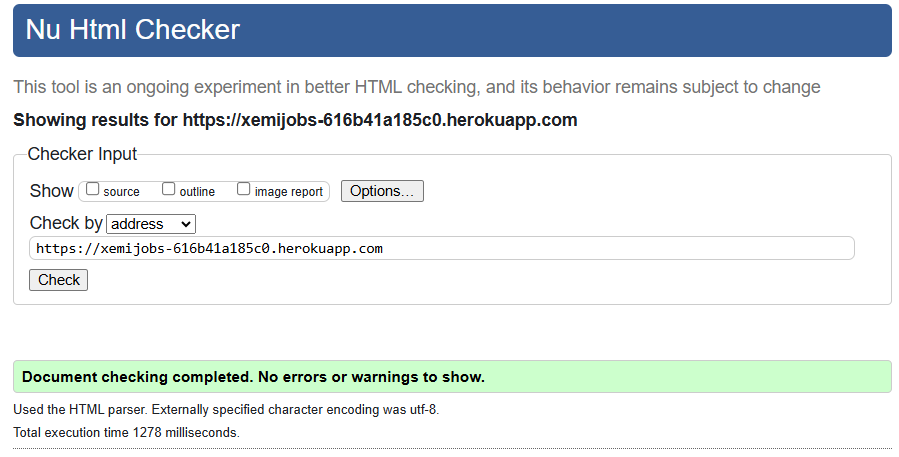 Nu Html Checker
This tool is an ongoing experiment in better HTML checking, and its behavior remains subject to change
Showing results for https://xemijobs-616b41a185c0.herokuapp.com
Checker Input
Show source outline image report Options...
Check by address
https://xemijobs-616b41a185c0.herokuapp.com
Check
Document checking completed. No errors or warnings to show.
Used the HTML parser. Externally specified character encoding was utf-8.
Total execution time 1278 milliseconds.